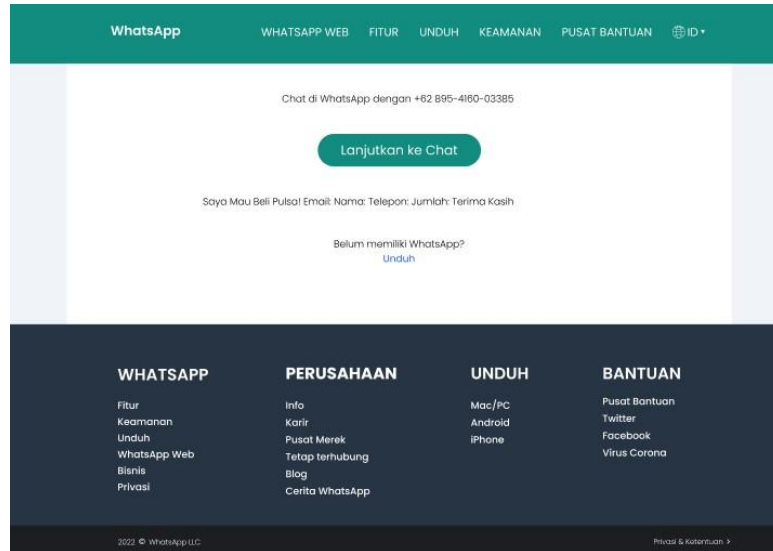 WhatsApp
WHATSAPP WEB FITUR UNDUH KEAMANAN PUSAT BANTUAN ID
Chat di WhatsApp dengan +62 895-4160-03385
Lanjutkan ke Chat
Saya Mau Beli Pulsa! Email: Nama: Telepon: Jumlah: Terima Kasih
Belum memiliki WhatsApp?
Unduh
WHATSAPP
Fitur
Keamanan
Unduh
WhatsApp Web
Bisnis
Privasi
PERUSAHAAN
Info
Karir
Pusat Merek
Tetap terhubung
Blog
Cerita WhatsApp
UNDUH
Mac/PC
Android
iPhone
BANTUAN
Pusat Bantuan
Twitter
Facebook
Virus Corona
2022 © WhatsApp LLC
Privasi & Ketentuan >